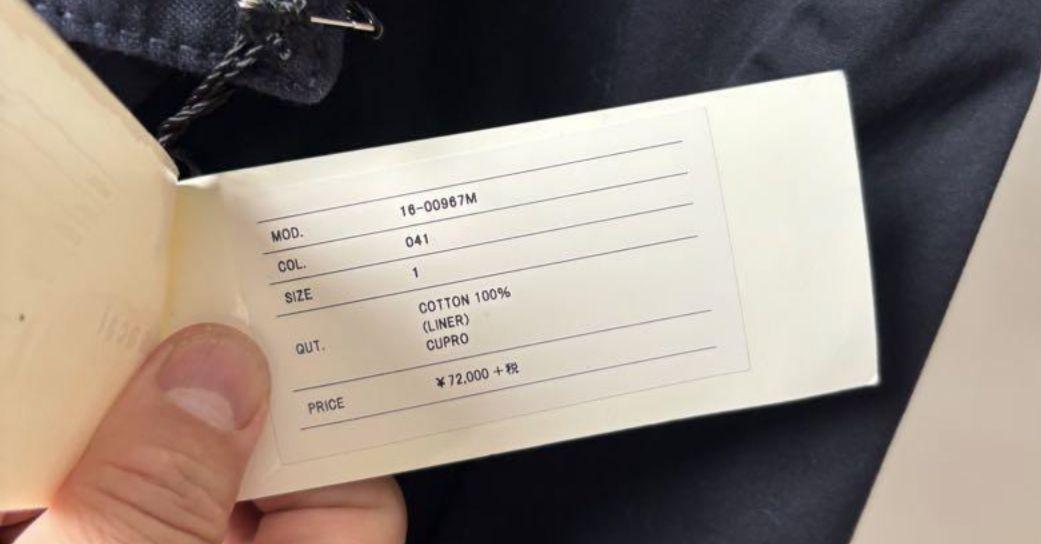 MOD. 16-00967M
COL. 041
SIZE 1
QUT. COTTON 100%
(LINER)
CUPRO
PRICE ¥72,000+税